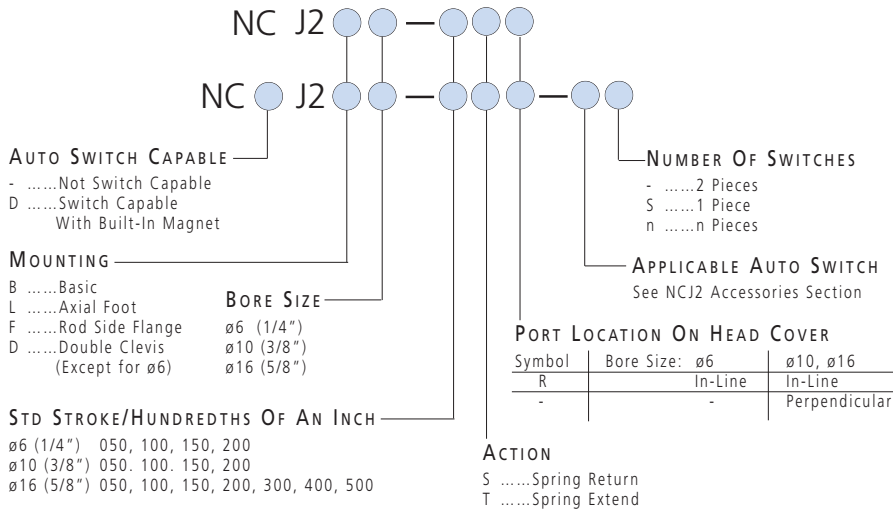 NC J2 —
NC J2 — —
AUTO SWITCH CAPABLE
- ......Not Switch Capable
D ......Switch Capable
With Built-In Magnet
MOUNTING
B ......Basic
L ......Axial Foot
F ......Rod Side Flange
D ......Double Clevis
(Except for ø6)
BORE SIZE
ø6 (1/4")
ø10 (3/8")
ø16 (5/8")
STD STROKE/HUNDREDTHS OF AN INCH
ø6 (1/4") 050, 100, 150, 200
ø10 (3/8") 050. 100. 150, 200
ø16 (5/8") 050, 100, 150, 200, 300, 400, 500
NUMBER OF SWITCHES
- ......2 Pieces
S ......1 Piece
n ......n Pieces
APPLICABLE AUTO SWITCH
See NCJ2 Accessories Section
PORT LOCATION ON HEAD COVER
Symbol Bore Size: ø6 ø10, ø16
R In-Line In-Line
- - Perpendicular
ACTION
S ......Spring Return
T ......Spring Extend